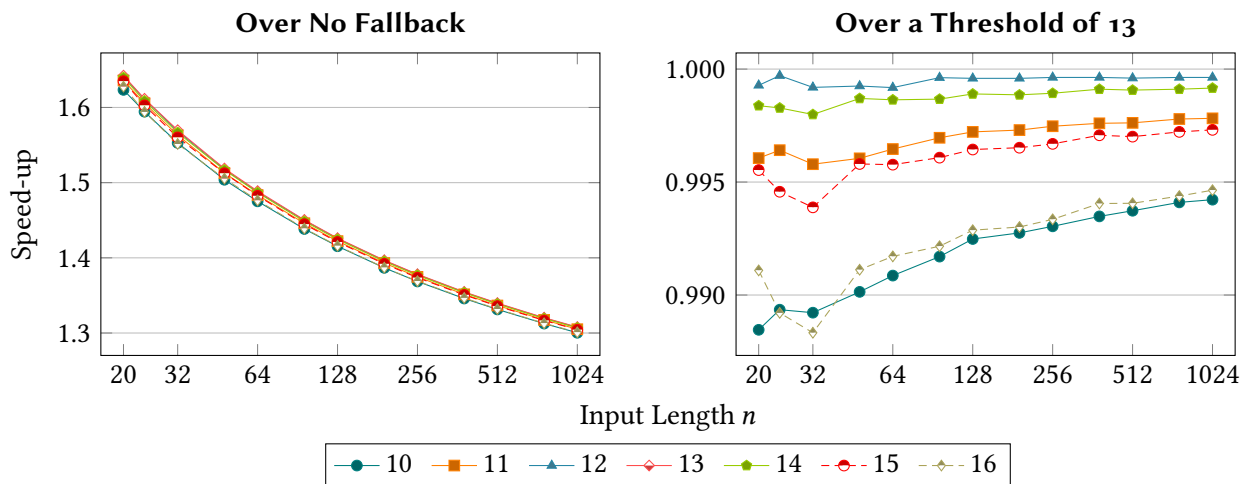 Over No Fallback
Over a Threshold of 13
Speed-up
1.6
1.5
1.4
1.3
20 32 64 128 256 512 1024
1.000
0.995
0.990
20 32 64 128 256 512 1024
Input Length n
10 11 12 13 14 15 16